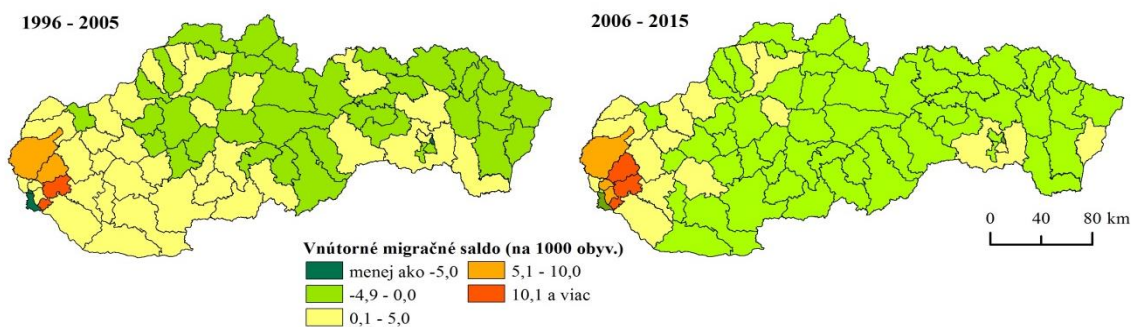 1996 - 2005
2006 - 2015
0 40 80 km
Vnútorné migračné saldo (na 1000 obyv.)
menej ako -5,0
-4,9 - 0,0
0,1 - 5,0
5,1 - 10,0
10,1 a viac